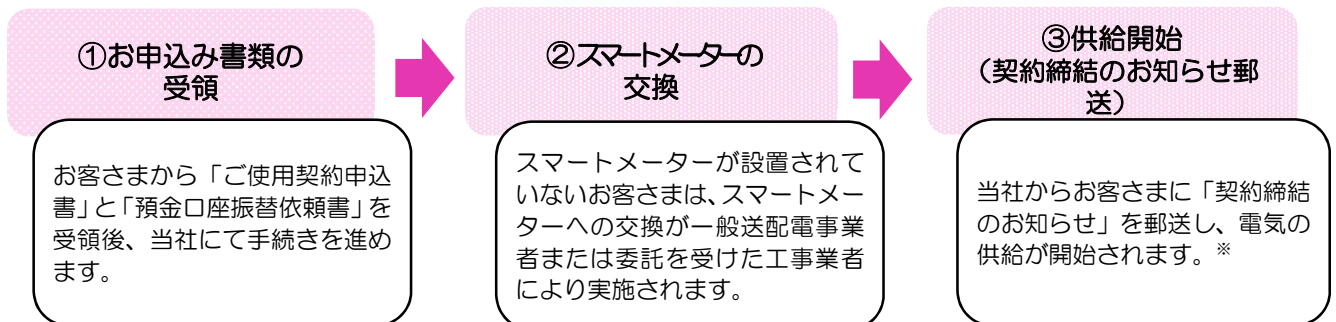 ①お申込み書類の
受領
お客さまから「ご使用契約申込
書」と「預金口座振替依頼書」を
受領後、当社にて手続きを進め
ます。
②スマートメーターの
交換
スマートメーターが設置されて
いないお客さまは、スマートメー
ターへの交換が一般送配電事業
者または委託を受けた工事業者
により実施されます。
③供給開始
（契約締結のお知らせ郵
送）
当社からお客さまに「契約締結
のお知らせ」を郵送し、電気の
供給が開始されます。※